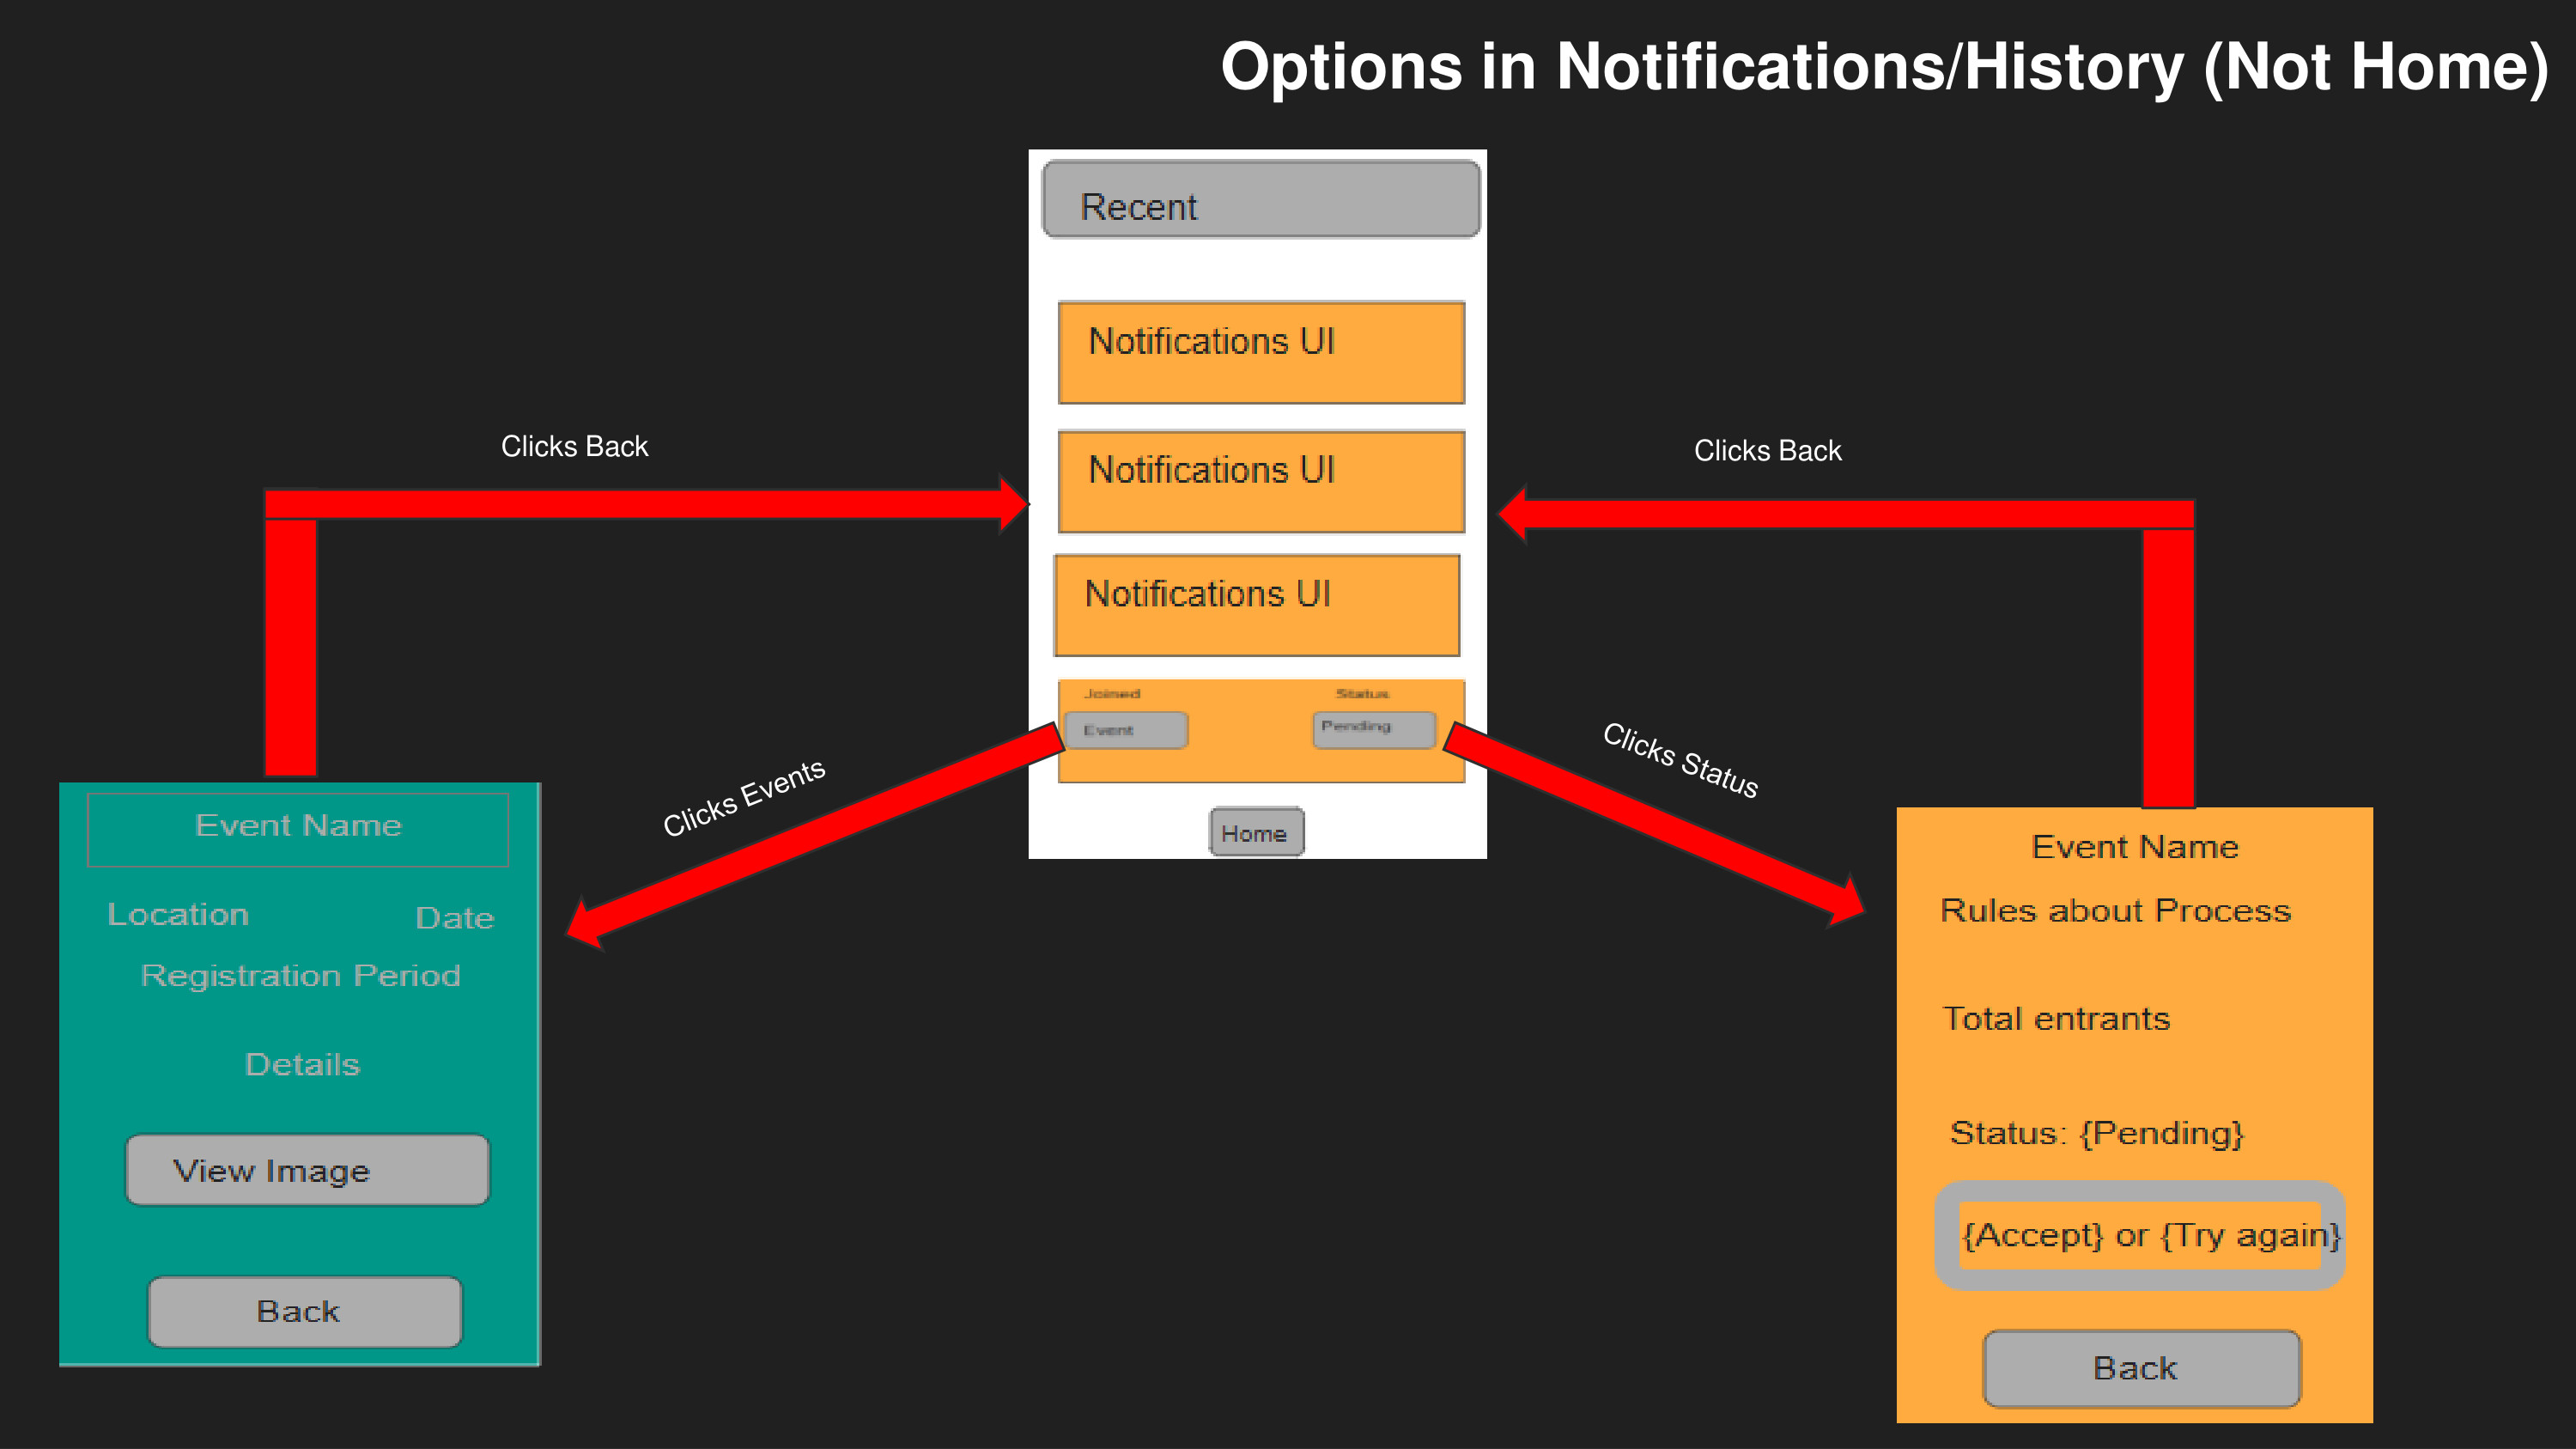 Options in Notifications/History (Not Home)
Recent
Notifications UI
Clicks Back
Clicks Back
Notifications UI
Notifications UI
Joined
Status
Event
Pending
Clicks Events
Clicks Status
Home
Event Name
Location
Date
Registration Period
Details
View Image
Back
Event Name
Rules about Process
Total entrants
Status: {Pending}
{Accept} or {Try again}
Back